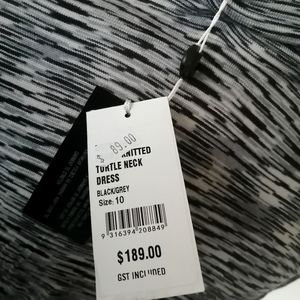 $ 89.00
KNITTED
TURTLE NECK
DRESS
BLACK/GREY
Size: 10
9 316394 208849
$189.00
GST INCLUDED